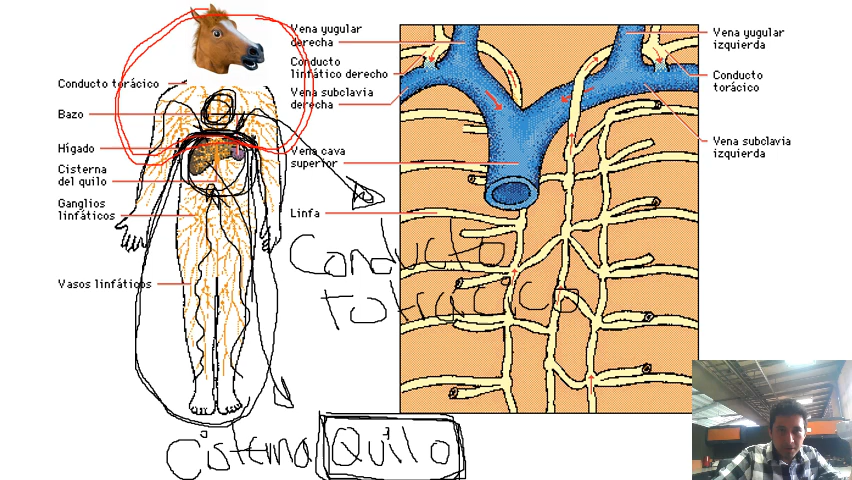 Conducto torácico
Bazo
Hígado
Cisterna
del quilo
Ganglios
linfáticos
Vasos linfáticos
Vena yugular
derecha
Conducto
linfático derecho
Vena subclavia
derecha
Vena cava
superior
Linfa
Vena yugular
izquierda
Conducto
torácico
Vena subclavia
izquierda
Conducto
toracico
Cisterna Quilo